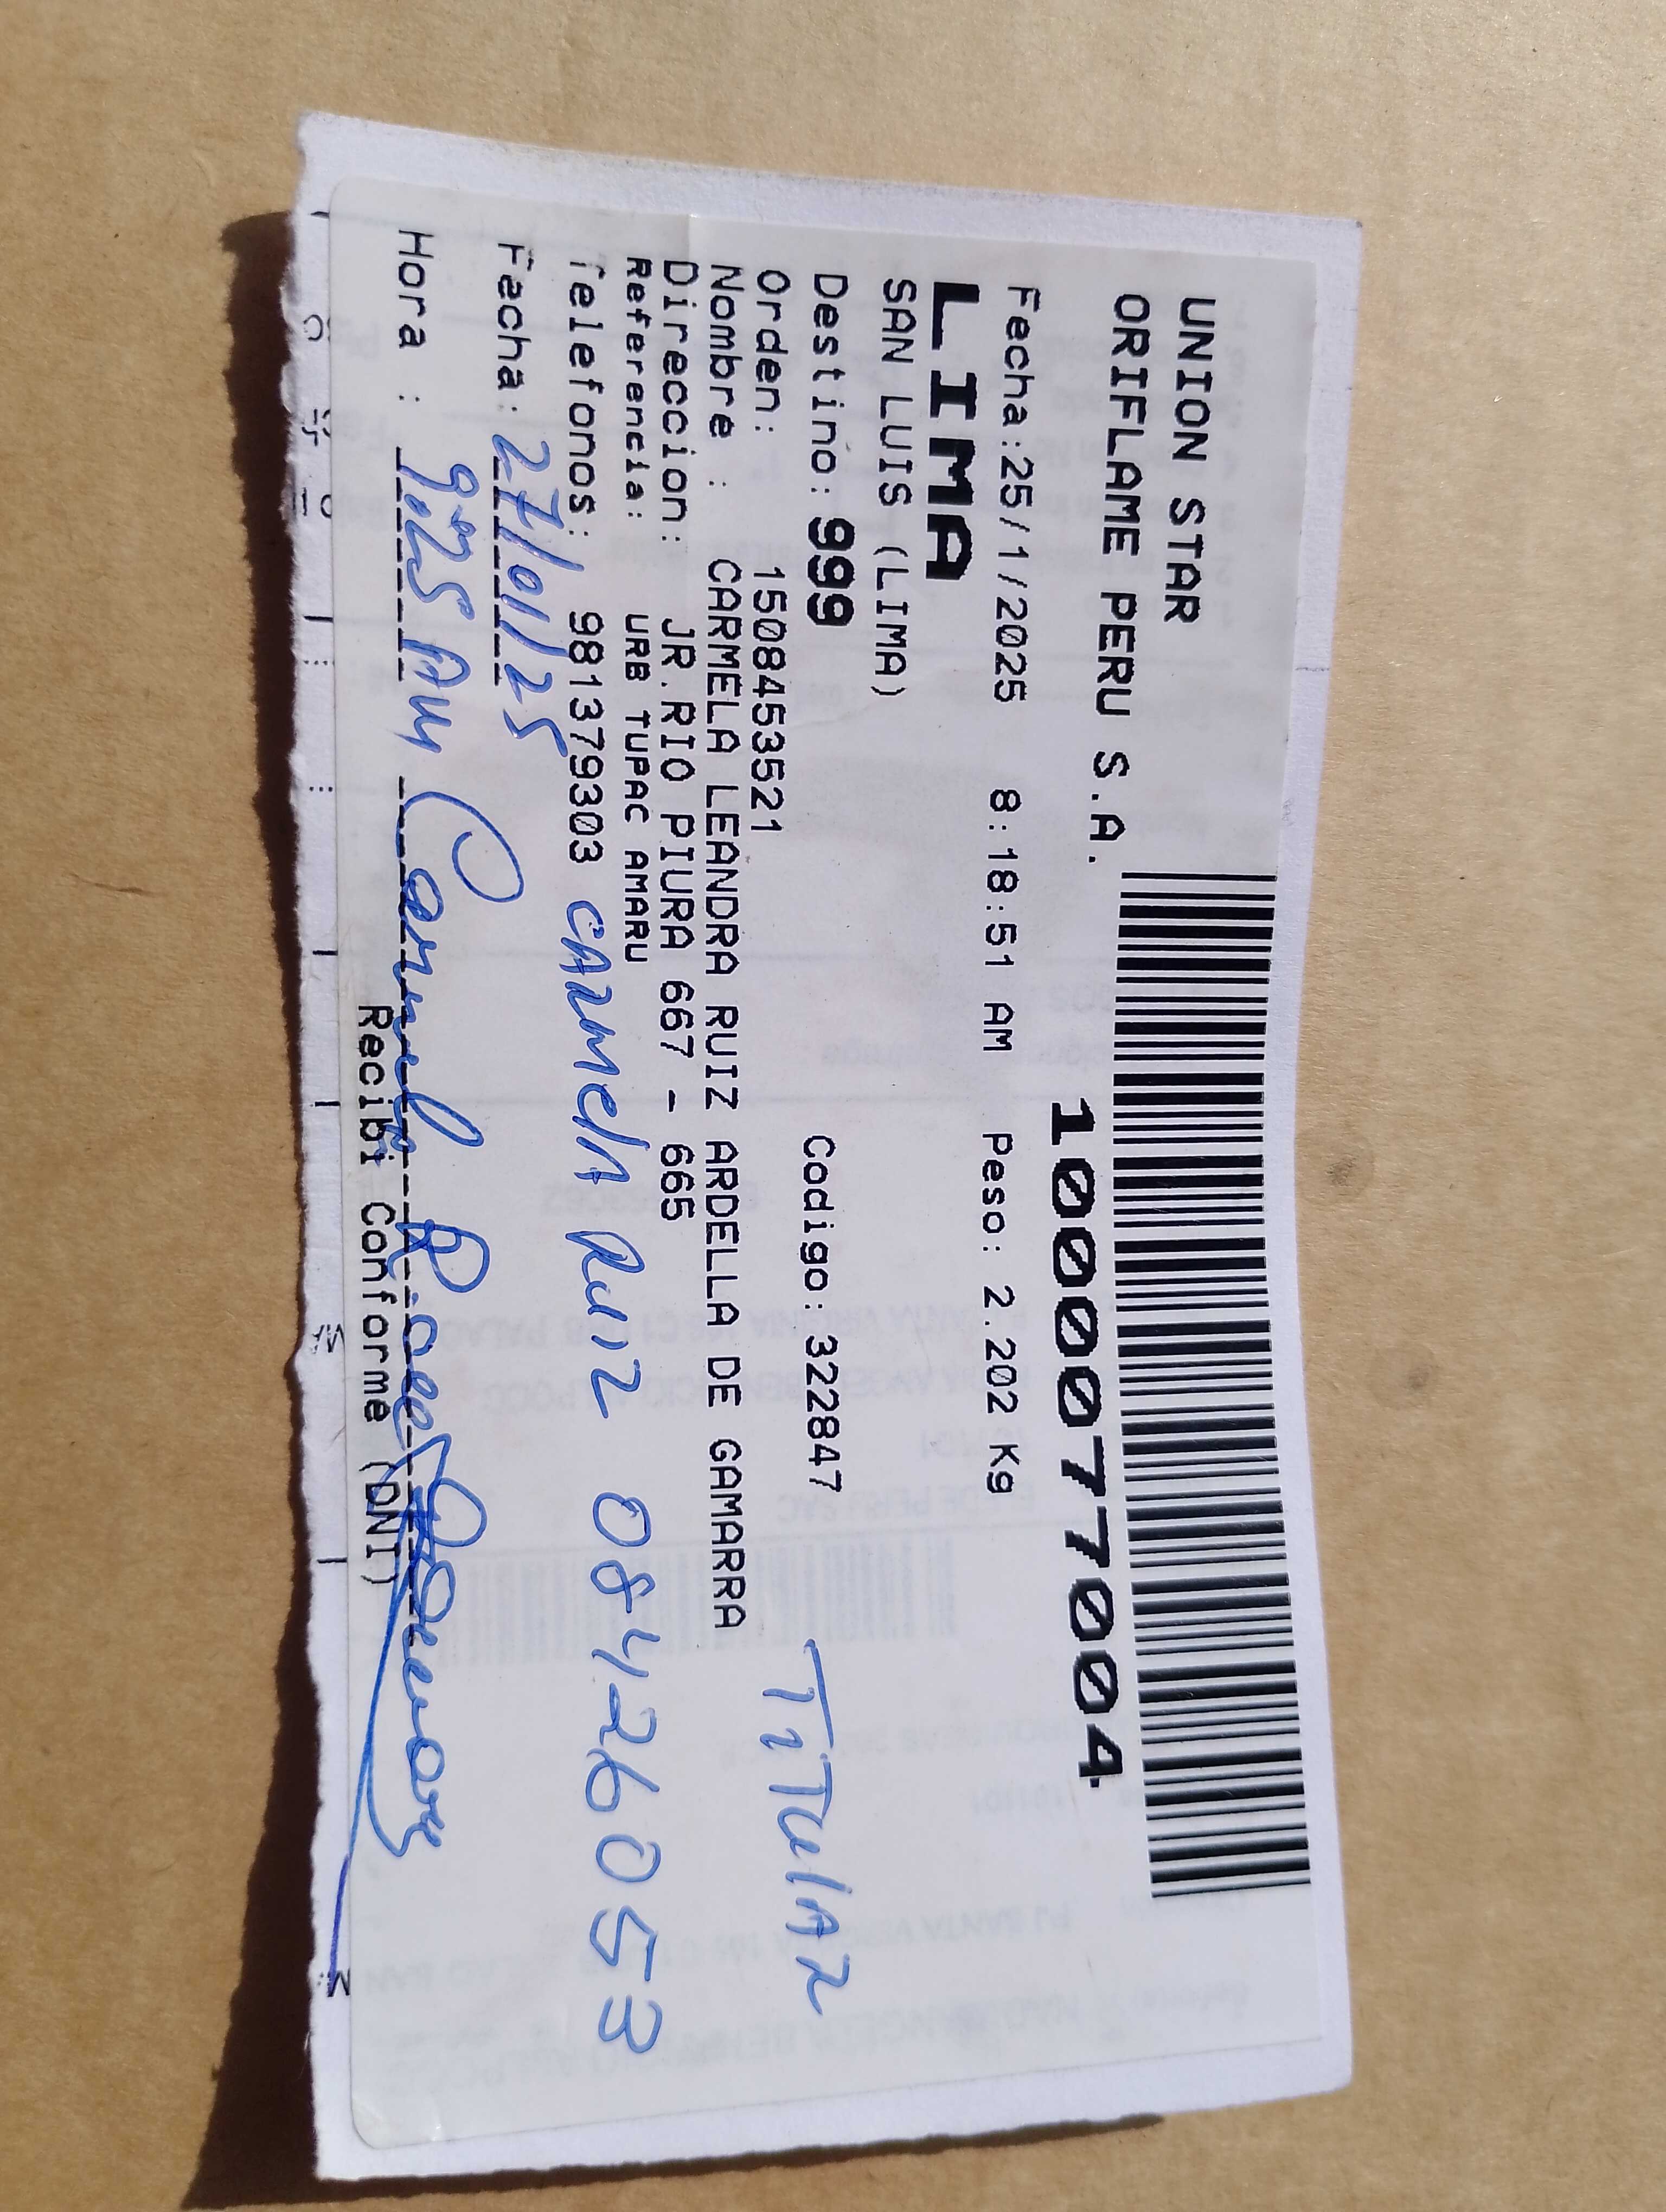 UNION STAR
ORIFLAME PERU S.A.
1000077004
Fecha:25/1/2025 8:18:51 AM Peso: 2.202 Kg
LIMA
SAN LUIS (LIMA)
Destino: 999 Codigo: 322847
Orden: 1508453521 TiTulAR
Nombre : CARMELA LEANDRA RUIZ ARDELLA DE GAMARRA
Direccion: JR.RIO PIURA 667 - 665
Referencia: URB TUPAC AMARU
Telefonos: 981379303 CARMELA RUIZ 08426053
Fecha: 27/01/25
Hora : 9:25 AM Carmela R. de
Recibi Conforme (DNI)